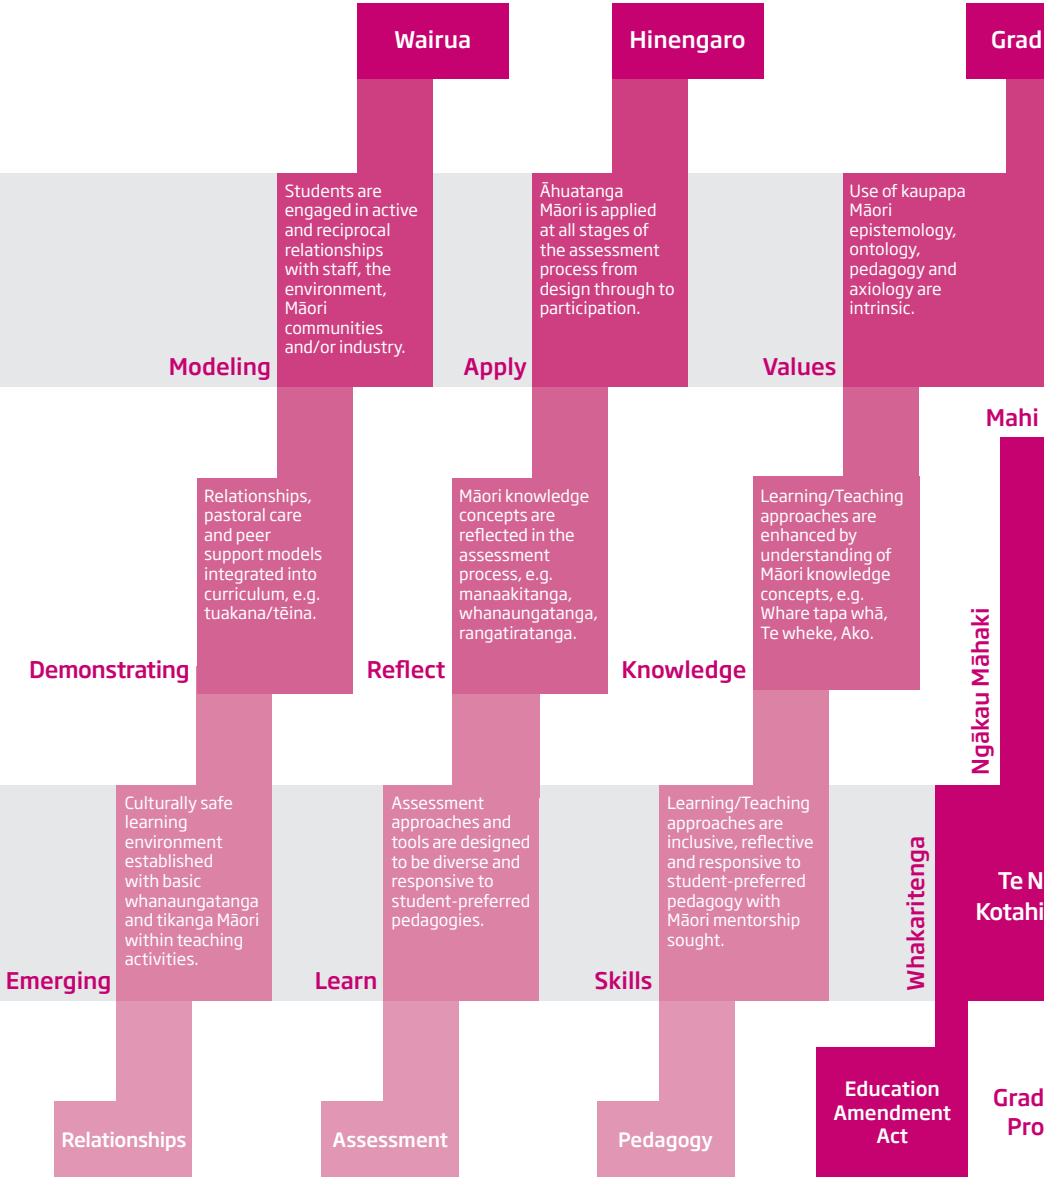 Wairua
Hinengaro
Grad
Students are
engaged in active
and reciprocal
relationships
with staff, the
environment,
Māori
communities
and/or industry.
Modeling
Āhuatanga
Māori is applied
at all stages of
the assessment
process from
design through to
participation.
Apply
Use of kaupapa
Māori
epistemology,
ontology,
pedagogy and
axiology are
intrinsic.
Values
Mahi
Relationships,
pastoral care
and peer
support models
integrated into
curriculum, e.g.
tuakana/tēina.
Demonstrating
Māori knowledge
concepts are
reflected in the
assessment
process, e.g.
manaakitanga,
whanaungatanga,
rangatiratanga.
Reflect
Learning/Teaching
approaches are
enhanced by
understanding of
Māori knowledge
concepts, e.g.
Whare tapa whā,
Te wheke, Ako.
Knowledge
Ngākau Māhaki
Culturally safe
learning
environment
established
with basic
whanaungatanga
and tikanga Māori
within teaching
activities.
Emerging
Assessment
approaches and
tools are designed
to be diverse and
responsive to
student-preferred
pedagogies.
Learn
Learning/Teaching
approaches are
inclusive, reflective
and responsive to
student-preferred
pedagogy with
Māori mentorship
sought.
Skills
Whakaritenga
Te N
Kotahi
Relationships
Assessment
Pedagogy
Education
Amendment
Act
Grad
Pro